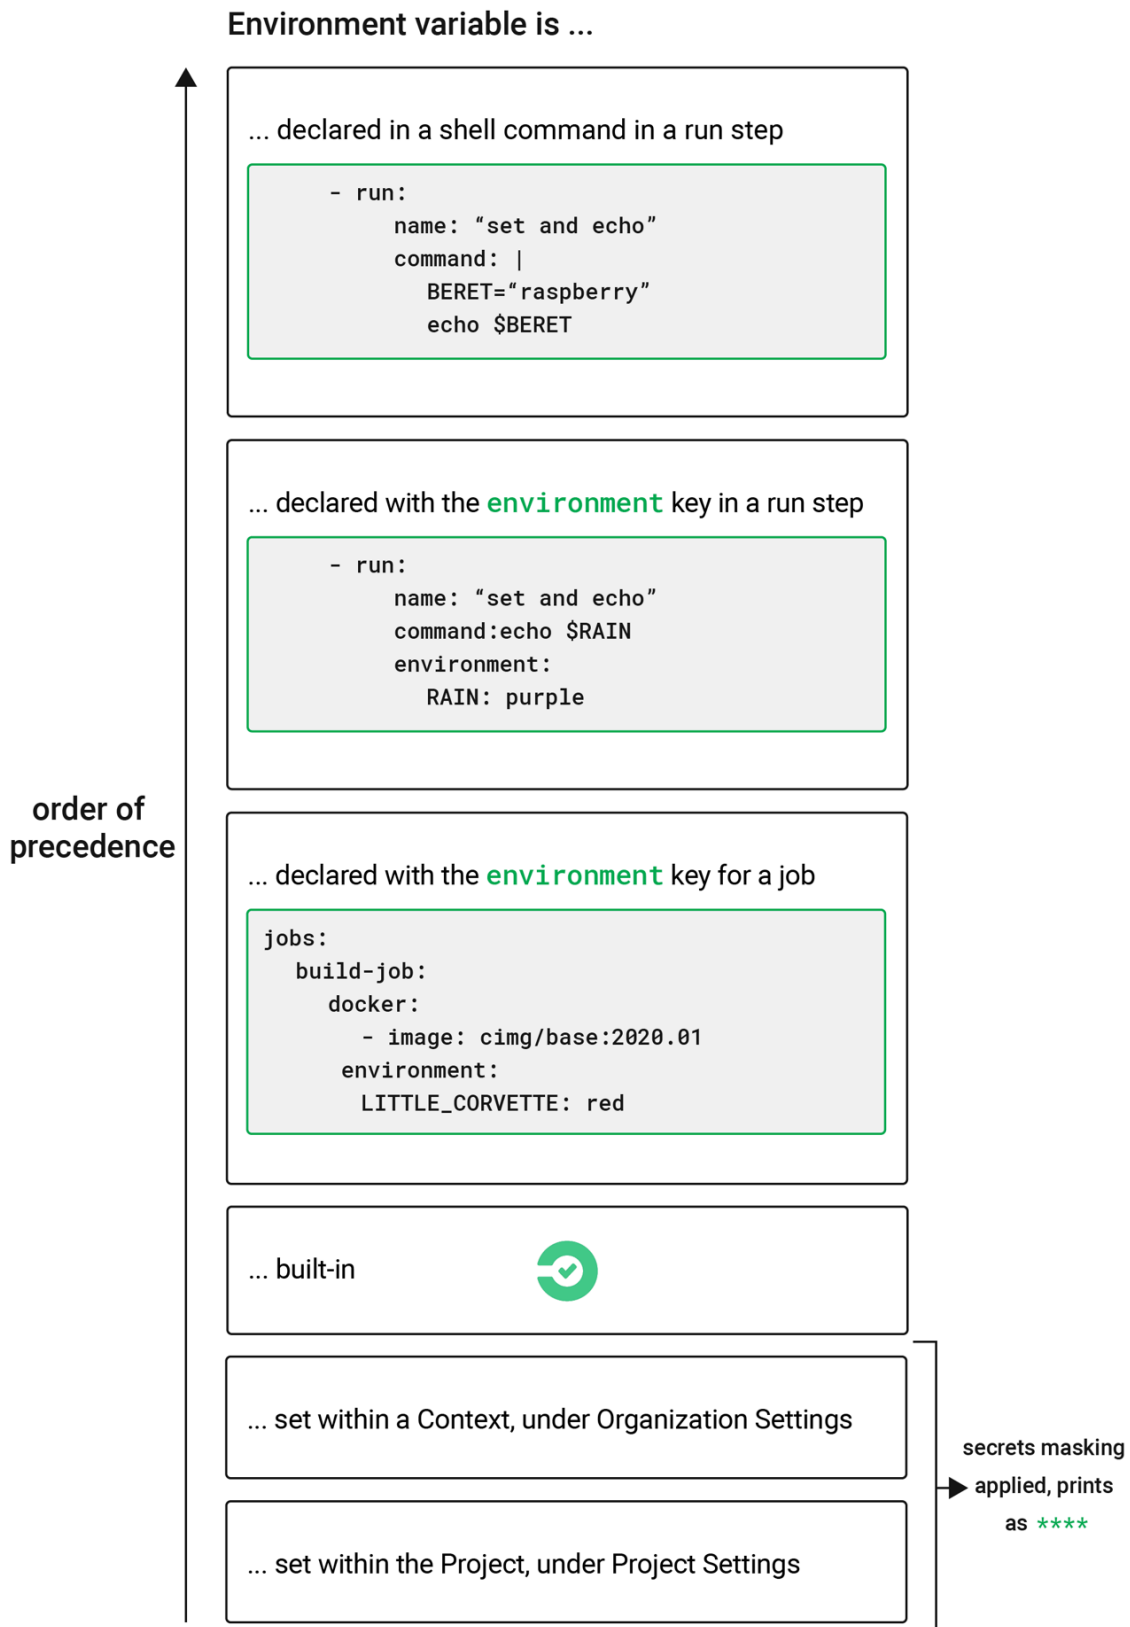 Environment variable is ...
... declared in a shell command in a run step
- run:
name: “set and echo”
command: |
BERET=“raspberry”
echo $BERET
... declared with the environment key in a run step
- run:
name: “set and echo”
command:echo $RAIN
environment:
RAIN: purple
order of
precedence
... declared with the environment key for a job
jobs:
build-job:
docker:
- image: cimg/base:2020.01
environment:
LITTLE_CORVETTE: red
... built-in
... set within a Context, under Organization Settings
... set within the Project, under Project Settings
secrets masking
applied, prints
as ****